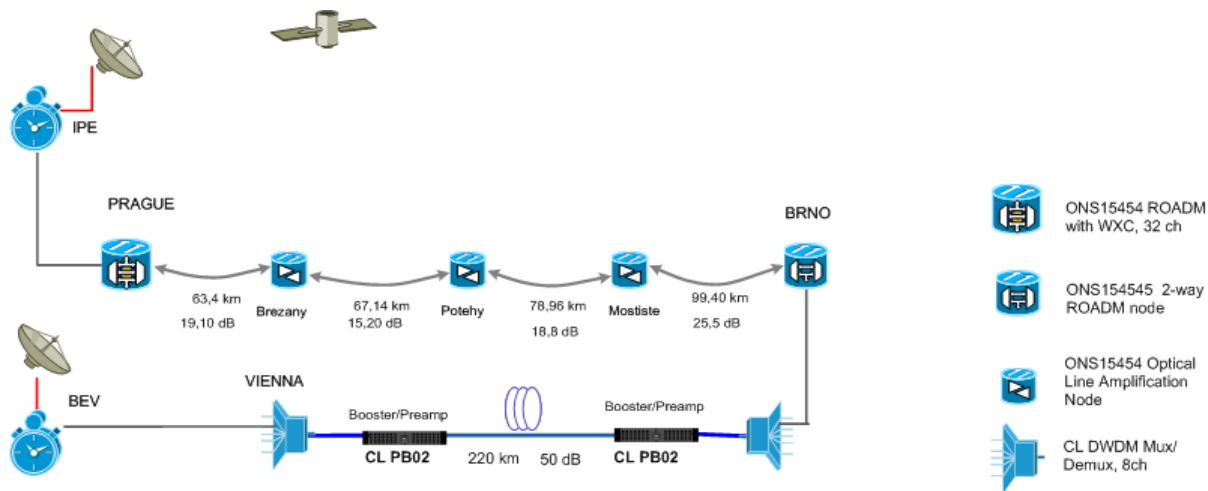 IPE
PRAGUE
BRNO
63,4 km
19,10 dB
Brezany
67,14 km
15,20 dB
Potehy
78,96 km
18,8 dB
Mostiste
99,40 km
25,5 dB
BEV
VIENNA
Booster/Preamp
CL PB02
220 km
50 dB
Booster/Preamp
CL PB02
ONS15454 ROADM
with WXC, 32 ch
ONS154545 2-way
ROADM node
ONS15454 Optical
Line Amplification
Node
CL DWDM Mux/
Demux, 8ch